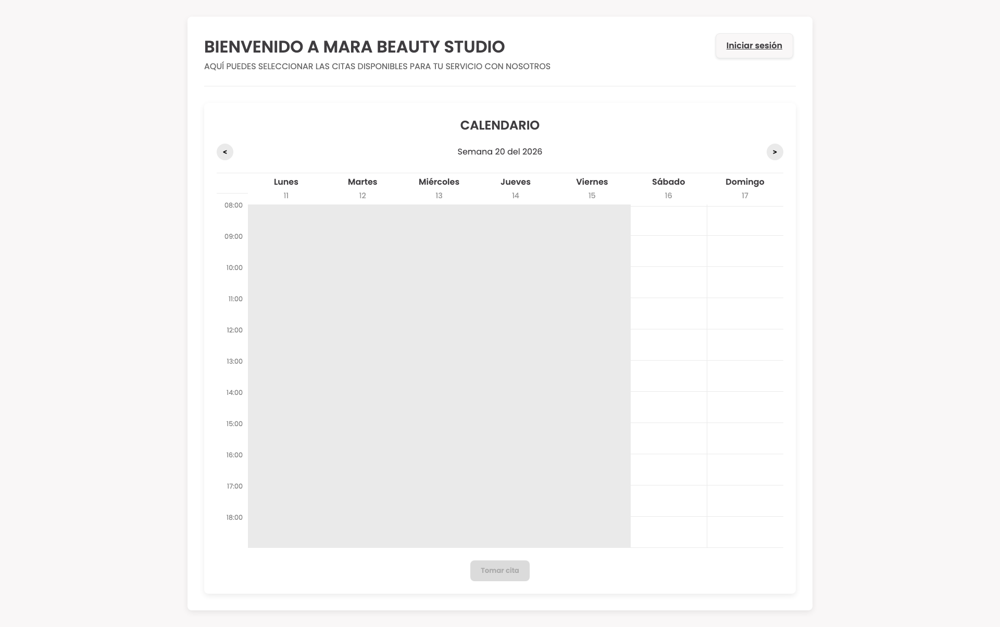 BIENVENIDO A MARA BEAUTY STUDIO
Iniciar sesión
AQUÍ PUEDES SELECCIONAR LAS CITAS DISPONIBLES PARA TU SERVICIO CON NOSOTROS
CALENDARIO
< Semana 20 del 2026 >
Lunes Martes Miércoles Jueves Viernes Sábado Domingo
11 12 13 14 15 16 17
08:00
09:00
10:00
11:00
12:00
13:00
14:00
15:00
16:00
17:00
18:00
Tomar cita